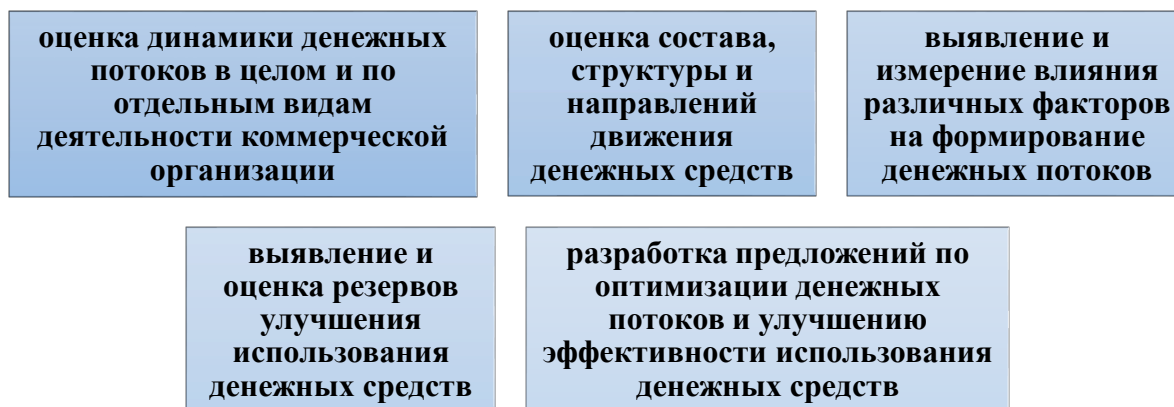 оценка динамики денежных
потоков в целом и по
отдельным видам
деятельности коммерческой
организации
оценка состава,
структуры и
направлений
движения
денежных средств
выявление и
измерение влияния
различных факторов
на формирование
денежных потоков
выявление и
оценка резервов
улучшения
использования
денежных средств
разработка предложений по
оптимизации денежных
потоков и улучшению
эффективности использования
денежных средств